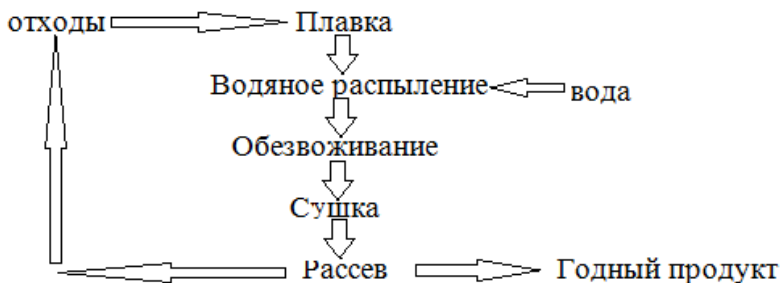 отходы Плавка
Водяное распыление вода
Обезвоживание
Сушка
Рассев Годный продукт